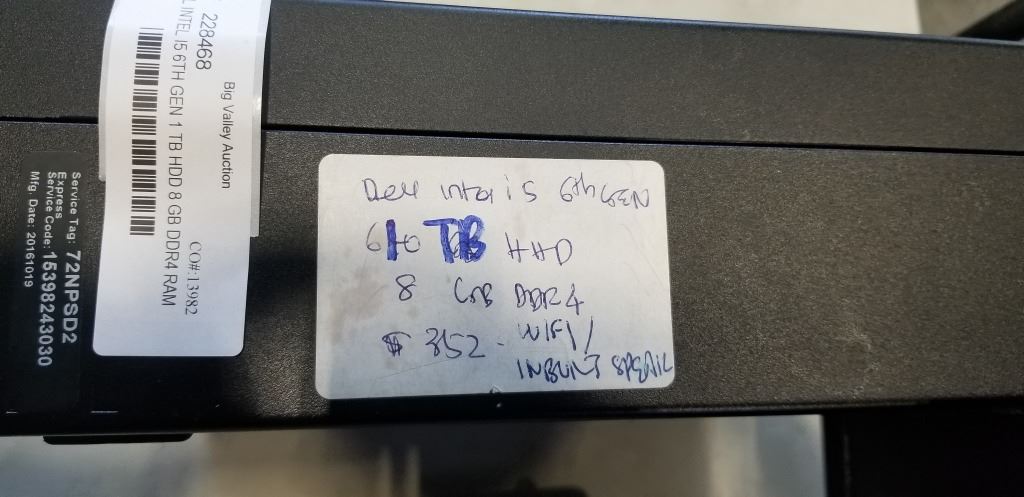 228468
Big Valley Auction
L INTEL I5 6TH GEN 1 TB HDD 8 GB DDR4 RAM
CO#:13982
Service Tag: 72NPSD2
Express
Service Code: 15398243030
Mfg. Date: 20161019
Dell intel i5 6th GEN
1 TB HHD
8 GB DDR4
$ 352 - WIFI /
INBUILT SPEAK